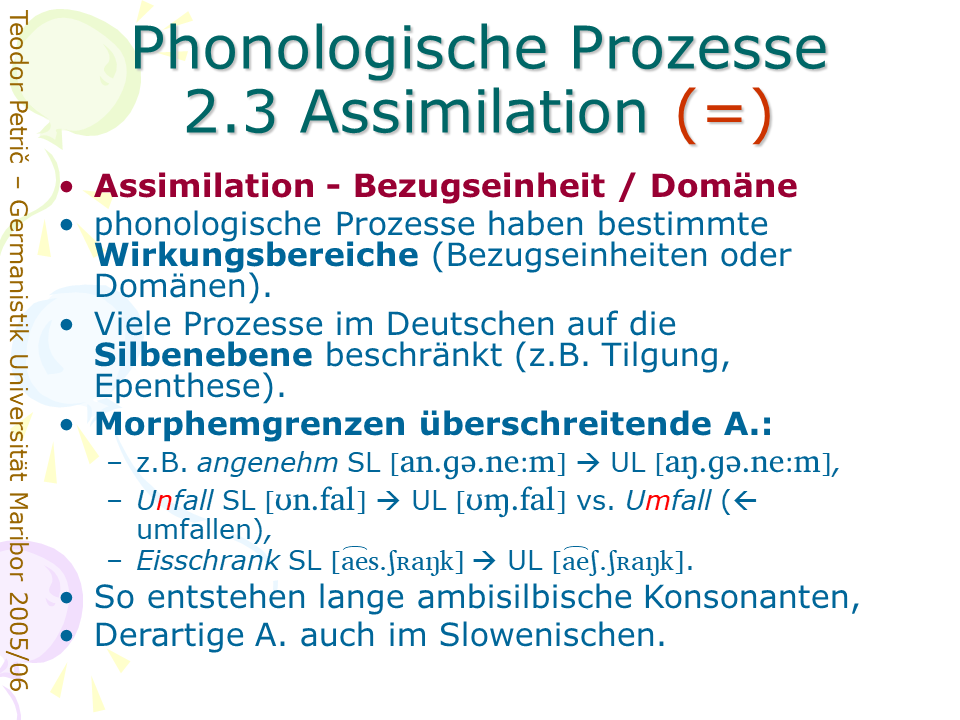 Phonologische Prozesse
2.3 Assimilation (=)
• Assimilation - Bezugseinheit / Domäne
• phonologische Prozesse haben bestimmte
Wirkungsbereiche (Bezugseinheiten oder
Domänen).
• Viele Prozesse im Deutschen auf die
Silbenebene beschränkt (z.B. Tilgung,
Epenthese).
• Morphemgrenzen überschreitende A.:
– z.B. angenehm SL [an.ɡə.neːm] → UL [aŋ.ɡə.neːm],
– Unfall SL [ʊn.fal] → UL [ʊɱ.fal] vs. Umfall (←
umfallen),
– Eisschrank SL [a͡es.ʃʀaŋk] → UL [a͡eʃ.ʃʀaŋk].
• So entstehen lange ambisilbische Konsonanten,
• Derartige A. auch im Slowenischen.
Teodor Petrič – Germanistik Universität Maribor 2005/06